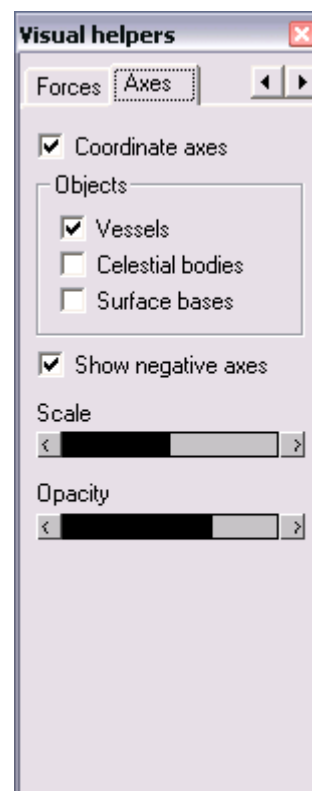 Visual helpers
Forces Axes
Coordinate axes
Objects
Vessels
Celestial bodies
Surface bases
Show negative axes
Scale
Opacity